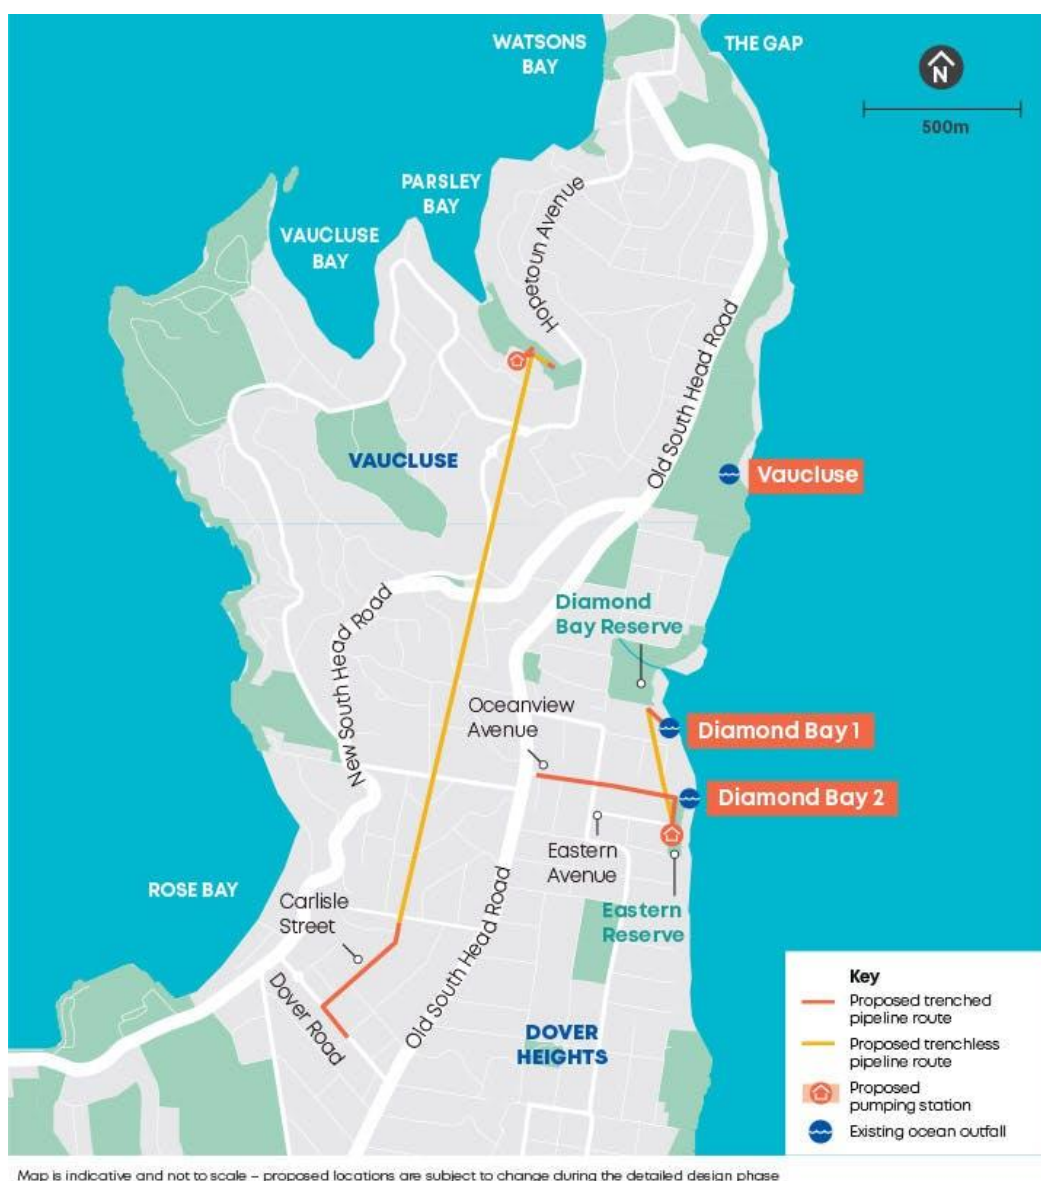 WATSONS
BAY
THE GAP
N
500m
PARSLEY
BAY
Hopetoun Avenue
VAUCLUSE
BAY
Old South Head Road
VAUCLUSE
Vaucluse
New South Head Road
Diamond
Bay Reserve
Oceanview
Avenue
Diamond Bay 1
Diamond Bay 2
Eastern
Avenue
ROSE BAY
Carlisle
Street
Eastern
Reserve
Old South Head Road
Dover Road
DOVER
HEIGHTS
Key
Proposed trenched
pipeline route
Proposed trenchless
pipeline route
Proposed
pumping station
Existing ocean outfall
Map is indicative and not to scale – proposed locations are subject to change during the detailed design phase